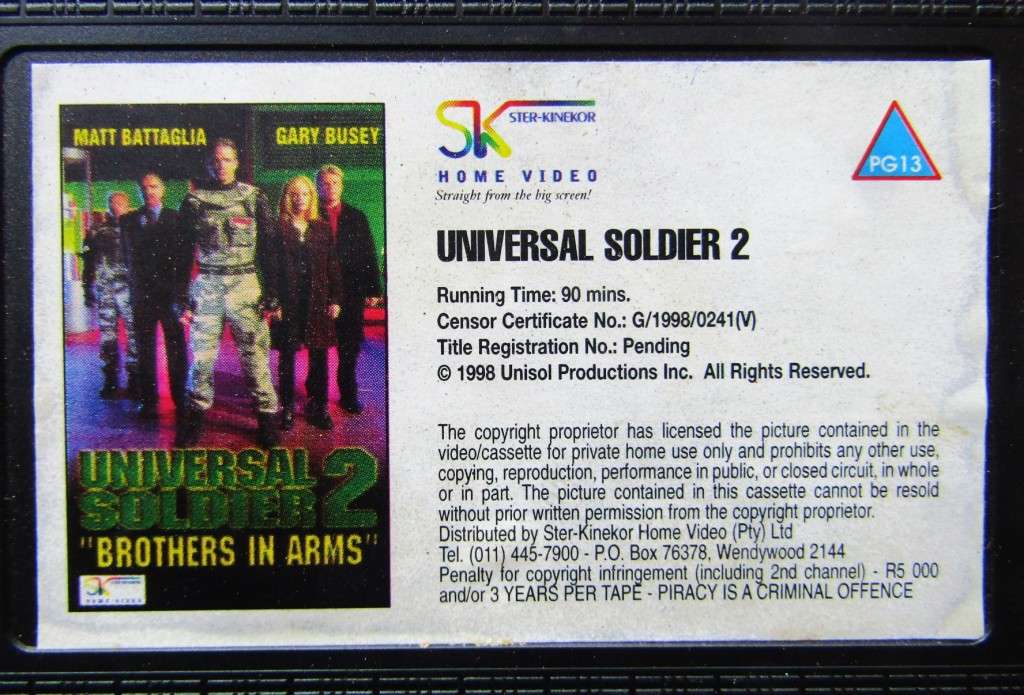 MATT BATTAGLIA GARY BUSEY
UNIVERSAL
SOLDIER 2
"BROTHERS IN ARMS"
SK STER-KINEKOR
HOME VIDEO
SK STER-KINEKOR
HOME VIDEO
Straight from the big screen!
PG13
UNIVERSAL SOLDIER 2
Running Time: 90 mins.
Censor Certificate No.: G/1998/0241(V)
Title Registration No.: Pending
© 1998 Unisol Productions Inc. All Rights Reserved.
The copyright proprietor has licensed the picture contained in the
video/cassette for private home use only and prohibits any other use,
copying, reproduction, performance in public, or closed circuit, in whole
or in part. The picture contained in this cassette cannot be resold
without prior written permission from the copyright proprietor.
Distributed by Ster-Kinekor Home Video (Pty) Ltd
Tel. (011) 445-7900 - P.O. Box 76378, Wendywood 2144
Penalty for copyright infringement (including 2nd channel) - R5 000
and/or 3 YEARS PER TAPE - PIRACY IS A CRIMINAL OFFENCE